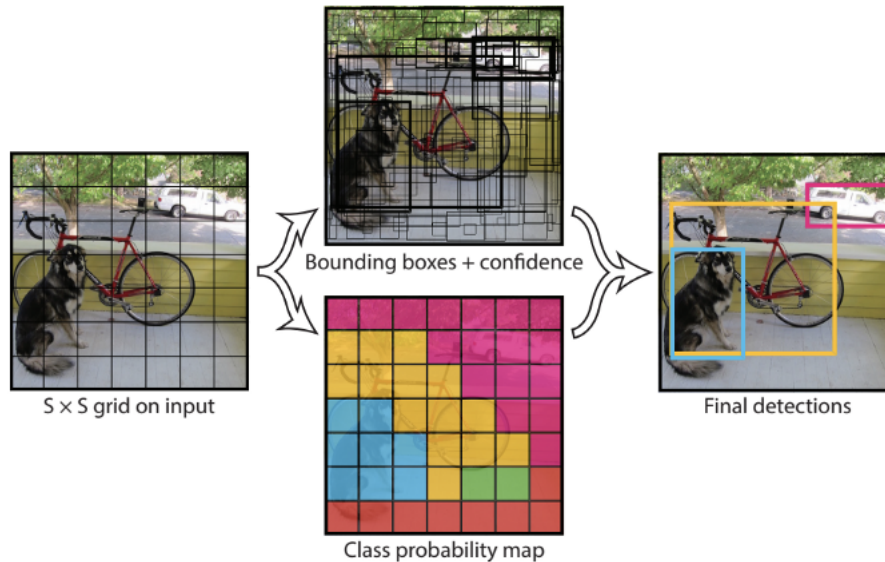 S × S grid on input
Bounding boxes + confidence
Class probability map
Final detections